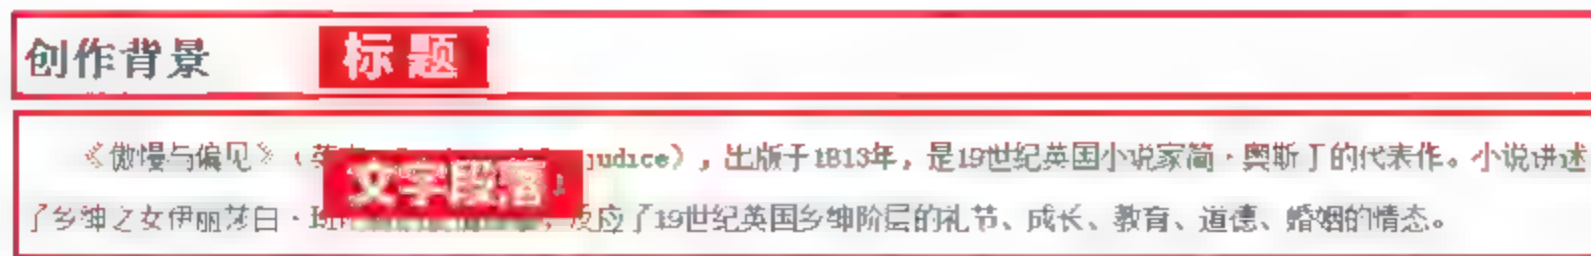 创作背景 标题
《傲慢与偏见》(英 judice),出版于1813年,是19世纪英国小说家简·奥斯丁的代表作。小说讲述
文字段落
了乡绅之女伊丽莎白·班 ,反应了19世纪英国乡绅阶层的礼节、成长、教育、道德、婚姻的情态。